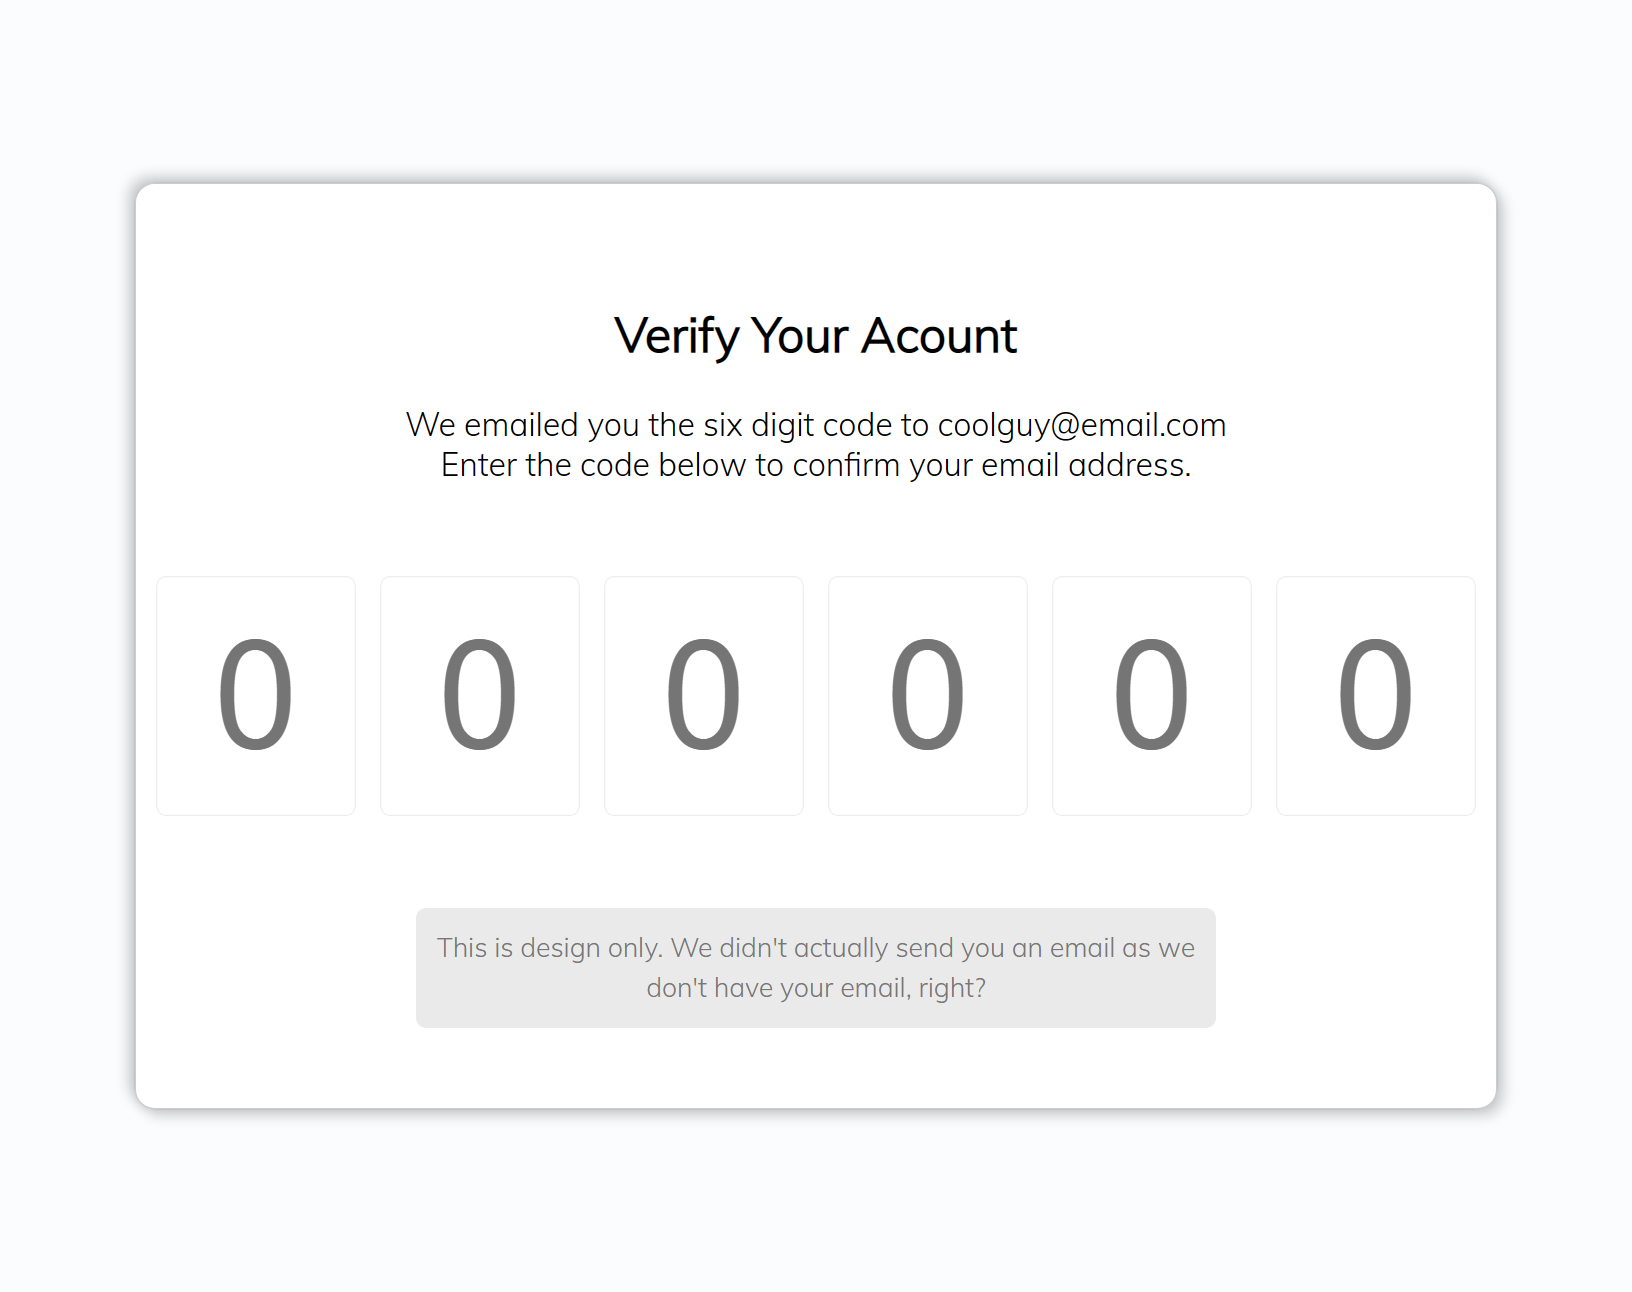 Verify Your Acount
We emailed you the six digit code to coolguy@email.com
Enter the code below to confirm your email address.
0 0 0 0 0 0
This is design only. We didn't actually send you an email as we
don't have your email, right?